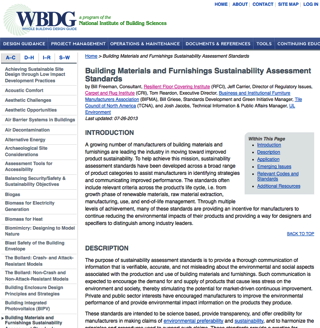 HOME ABOUT CONTACT SITE MAP LOGIN
WBDG
a program of the
National Institute of Building Sciences
WHOLE BUILDING DESIGN GUIDE
DESIGN GUIDANCE PROJECT MANAGEMENT OPERATIONS & MAINTENANCE DOCUMENTS & REFERENCES TOOLS CONTINUING EDUC
A-C D-H I-R S-W
Home > Building Materials and Furnishings Sustainability Assessment Standards
Achieving Sustainable Site Design through Low Impact Development Practices
Acoustic Comfort
Aesthetic Challenges
Aesthetic Opportunities
Air Barrier Systems in Buildings
Air Decontamination
Alternative Energy
Archaeological Site Considerations
Assessment Tools for Accessibility
Balancing Security/Safety & Sustainability Objectives
Biogas
Biomass for Electricity Generation
Biomass for Heat
Biomimicry: Designing to Model Nature
Blast Safety of the Building Envelope
The Bollard: Crash- and Attack-Resistant Models
The Bollard: Non-Crash and Non-Attack-Resistant Models
Building Enclosure Design Principles and Strategies
Building Integrated Photovoltaics (BIPV)
Building Materials and Furnishings Sustainability
Building Materials and Furnishings Sustainability Assessment
Standards
by Bill Freeman, Consultant, Resilient Floor Covering Institute (RFCI), Jeff Carrier, Director of Regulatory Issues,
Carpet and Rug Institute (CRI), Tom Reardon, Executive Director, Business and Institutional Furniture
Manufacturers Association (BIFMA), Bill Griese, Standards Development and Green Initiative Manager, Tile
Council of North America (TCNA), and Josh Jacobs, Technical Information & Public Affairs Manager, UL
Environment
Last updated: 07-26-2013
INTRODUCTION
A growing number of manufacturers of building materials and
furnishings are leading the industry in moving toward improved
product sustainability. To help achieve this mission, sustainability
assessment standards have been developed across a broad range
of product categories to assist manufacturers in identifying strategies
and communicating improved performance. The standards often
include relevant criteria across the product's life cycle, i.e. from
growth phase of renewable materials, raw material extraction,
manufacturing, use, and end-of-life management. Through multiple
levels of achievement, many of these standards are providing an incentive for manufacturers to
continue reducing the environmental impacts of their products and providing a way for designers and
specifiers to distinguish among industry leaders.
Within This Page
Introduction
Description
Application
Emerging Issues
Relevant Codes and Standards
Additional Resources
BACK TO TOP
DESCRIPTION
The purpose of sustainability assessment standards is to provide a thorough communication of
information that is verifiable, accurate, and not misleading about the environmental and social aspects
associated with the production and use of building materials and furnishings. Such communication is
expected to encourage the demand for and supply of products that cause less stress on the
environment and society, thereby stimulating the potential for market-driven continuous improvement.
Private and public sector interests have encouraged manufacturers to improve the environmental
performance of and provide environmental impact information on the products they produce.
These standards are intended to be science based, provide transparency, and offer credibility for
manufacturers in making claims of environmental preferability and sustainability, and to harmonize the